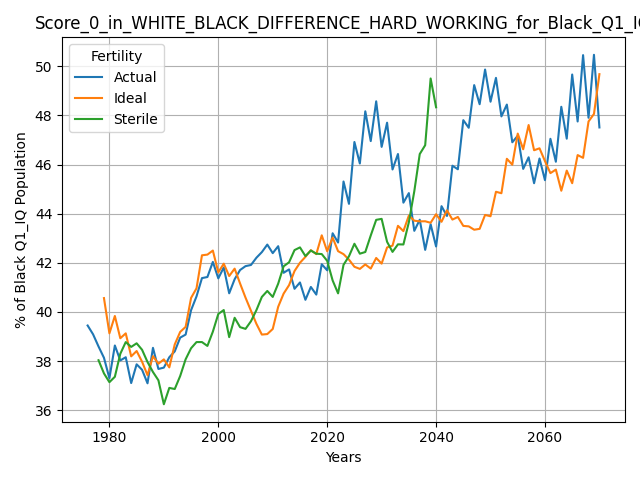 Score_0_in_WHITE_BLACK_DIFFERENCE_HARD_WORKING_for_Black_Q1_IQ
Fertility
Actual
Ideal
Sterile
% of Black Q1_IQ Population
50
48
46
44
42
40
38
36
1980
2000
2020
2040
2060
Years